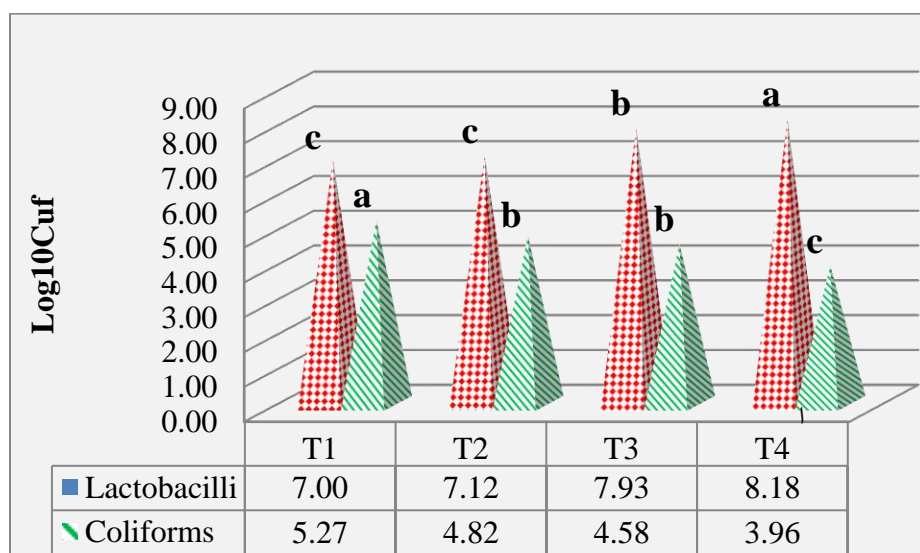 a
b
c
c
a
b
b
c
9.00
8.00
7.00
6.00
5.00
4.00
3.00
2.00
1.00
0.00
Log10Cuf
T1 T2 T3 T4
Lactobacilli 7.00 7.12 7.93 8.18
Coliforms 5.27 4.82 4.58 3.96